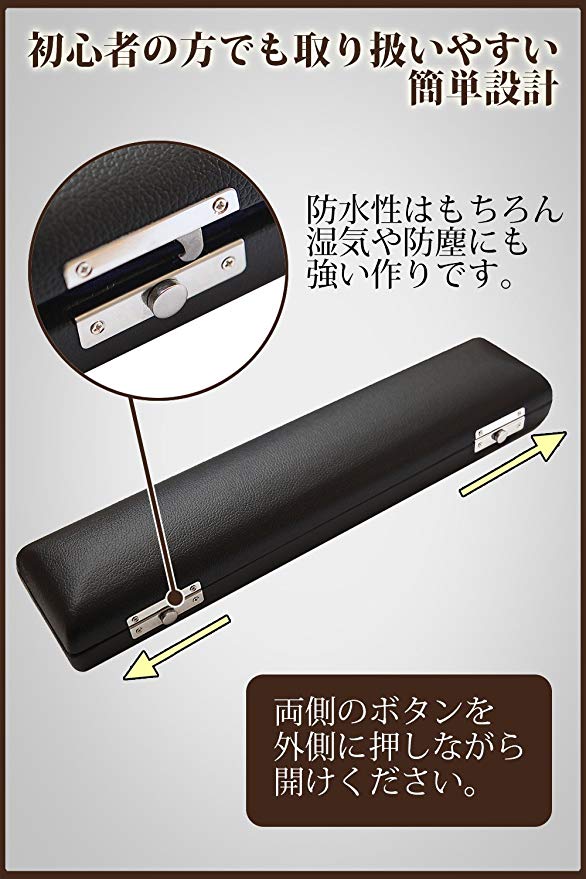 初心者の方でも取り扱いやすい
簡単設計
防水性はもちろん
湿気や防塵にも
強い作りです。
両側のボタンを
外側に押しながら
開けください。